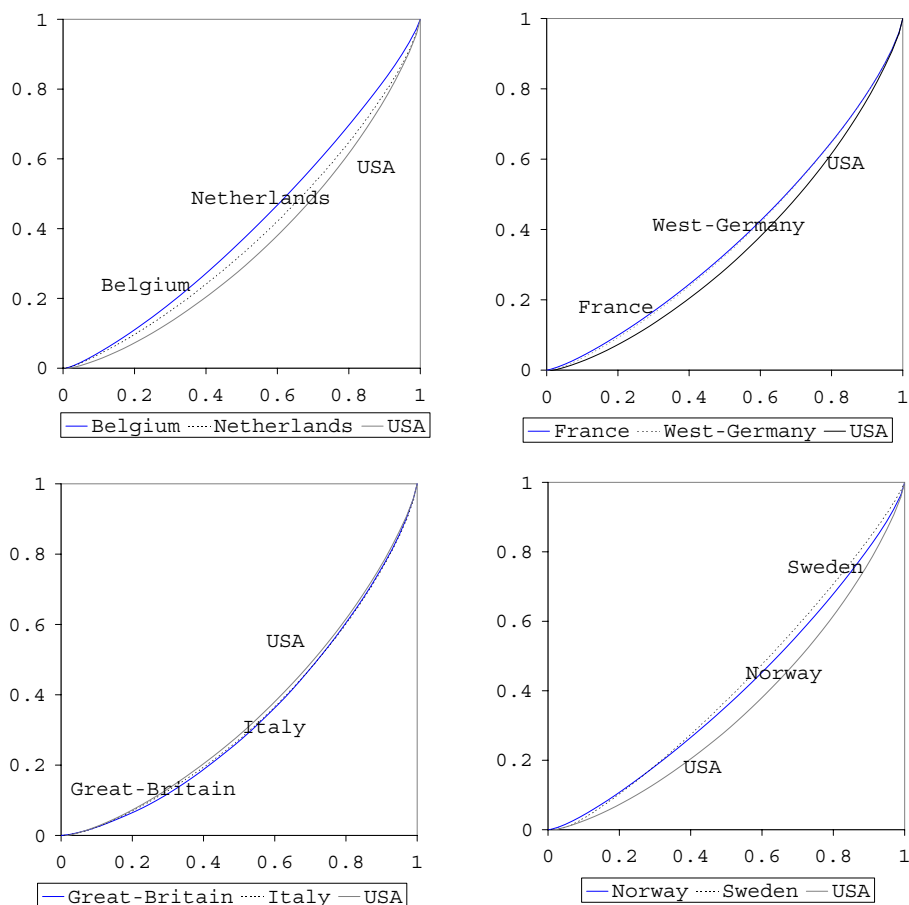 1
0.8
0.6
0.4
0.2
0
USA
Netherlands
Belgium
0 0.2 0.4 0.6 0.8 1
Belgium Netherlands USA
1
0.8
0.6
0.4
0.2
0
USA
West-Germany
France
0 0.2 0.4 0.6 0.8 1
France West-Germany USA
1
0.8
0.6
0.4
0.2
0
USA
Italy
Great-Britain
0 0.2 0.4 0.6 0.8 1
Great-Britain Italy USA
1
0.8
0.6
0.4
0.2
0
Sweden
Norway
USA
0 0.2 0.4 0.6 0.8 1
Norway Sweden USA